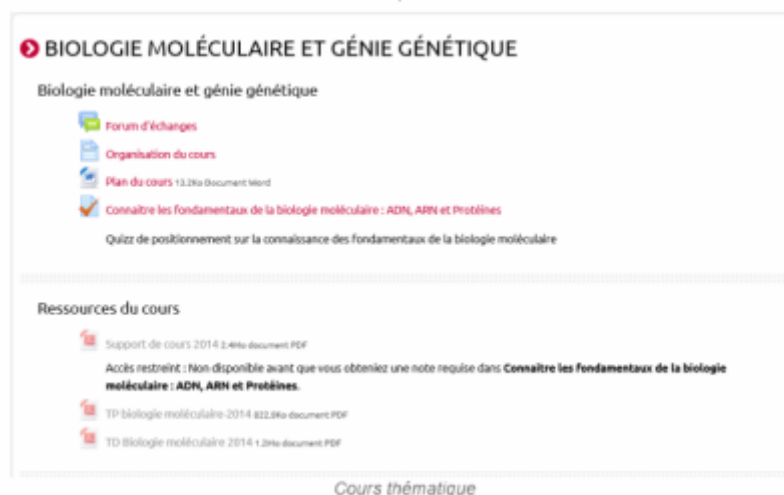 BIOLOGIE MOLÉCULAIRE ET GÉNIE GÉNÉTIQUE
Biologie moléculaire et génie génétique
Forum d'échanges
Organisation du cours
Plan du cours 13.2Ko Document Word
Connaitre les fondamentaux de la biologie moléculaire : ADN, ARN et Protéines
Quizz de positionnement sur la connaissance des fondamentaux de la biologie moléculaire
Ressources du cours
Support de cours 2014 2.4Mo document PDF
Accès restreint : Non disponible avant que vous obteniez une note requise dans Connaitre les fondamentaux de la biologie
moléculaire : ADN, ARN et Protéines.
TP biologie moléculaire-2014 822.8Ko document PDF
TD Biologie moléculaire 2014 1.2Mo document PDF
Cours thématique